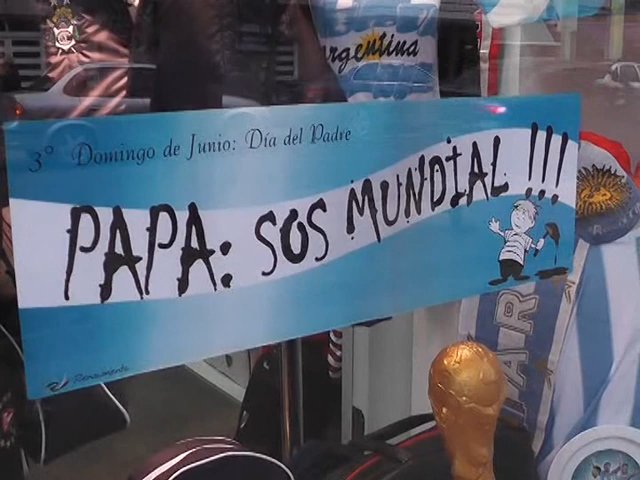 Argentina
3° Domingo de Junio: Día del Padre
PAPA: SOS MUNDIAL !!!